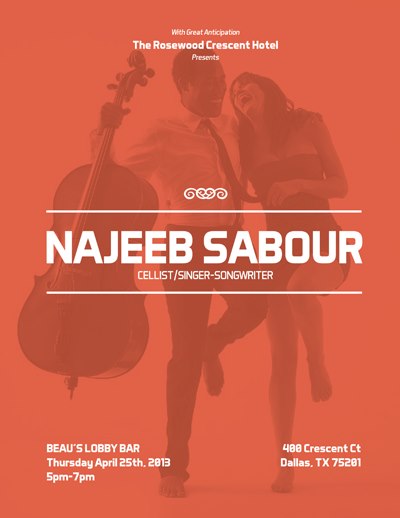 With Great Anticipation
The Rosewood Crescent Hotel
Presents
NAJEEB SABOUR
CELLIST/SINGER-SONGWRITER
BEAU'S LOBBY BAR
Thursday April 25th, 2013
5pm-7pm
400 Crescent Ct
Dallas, TX 75201